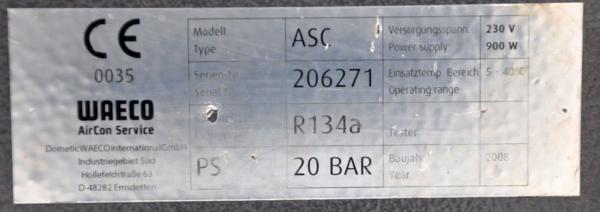 CE
0035
WAECO
AirCon Service
DometicWAECOInternationalGmbH
Industriegebiet Süd
Hollefeldstraße 63
D-48282 Emsdetten
Modell
Type
ASC
Versorgungsspann.
Power supply
230 V
900 W
Serien-Nr.
Serial N
206271
Einsatztemp. Bereich
Operating range
5 - 40°C
R134a
Tester
PS
20 BAR
Baujahr
Year
2008